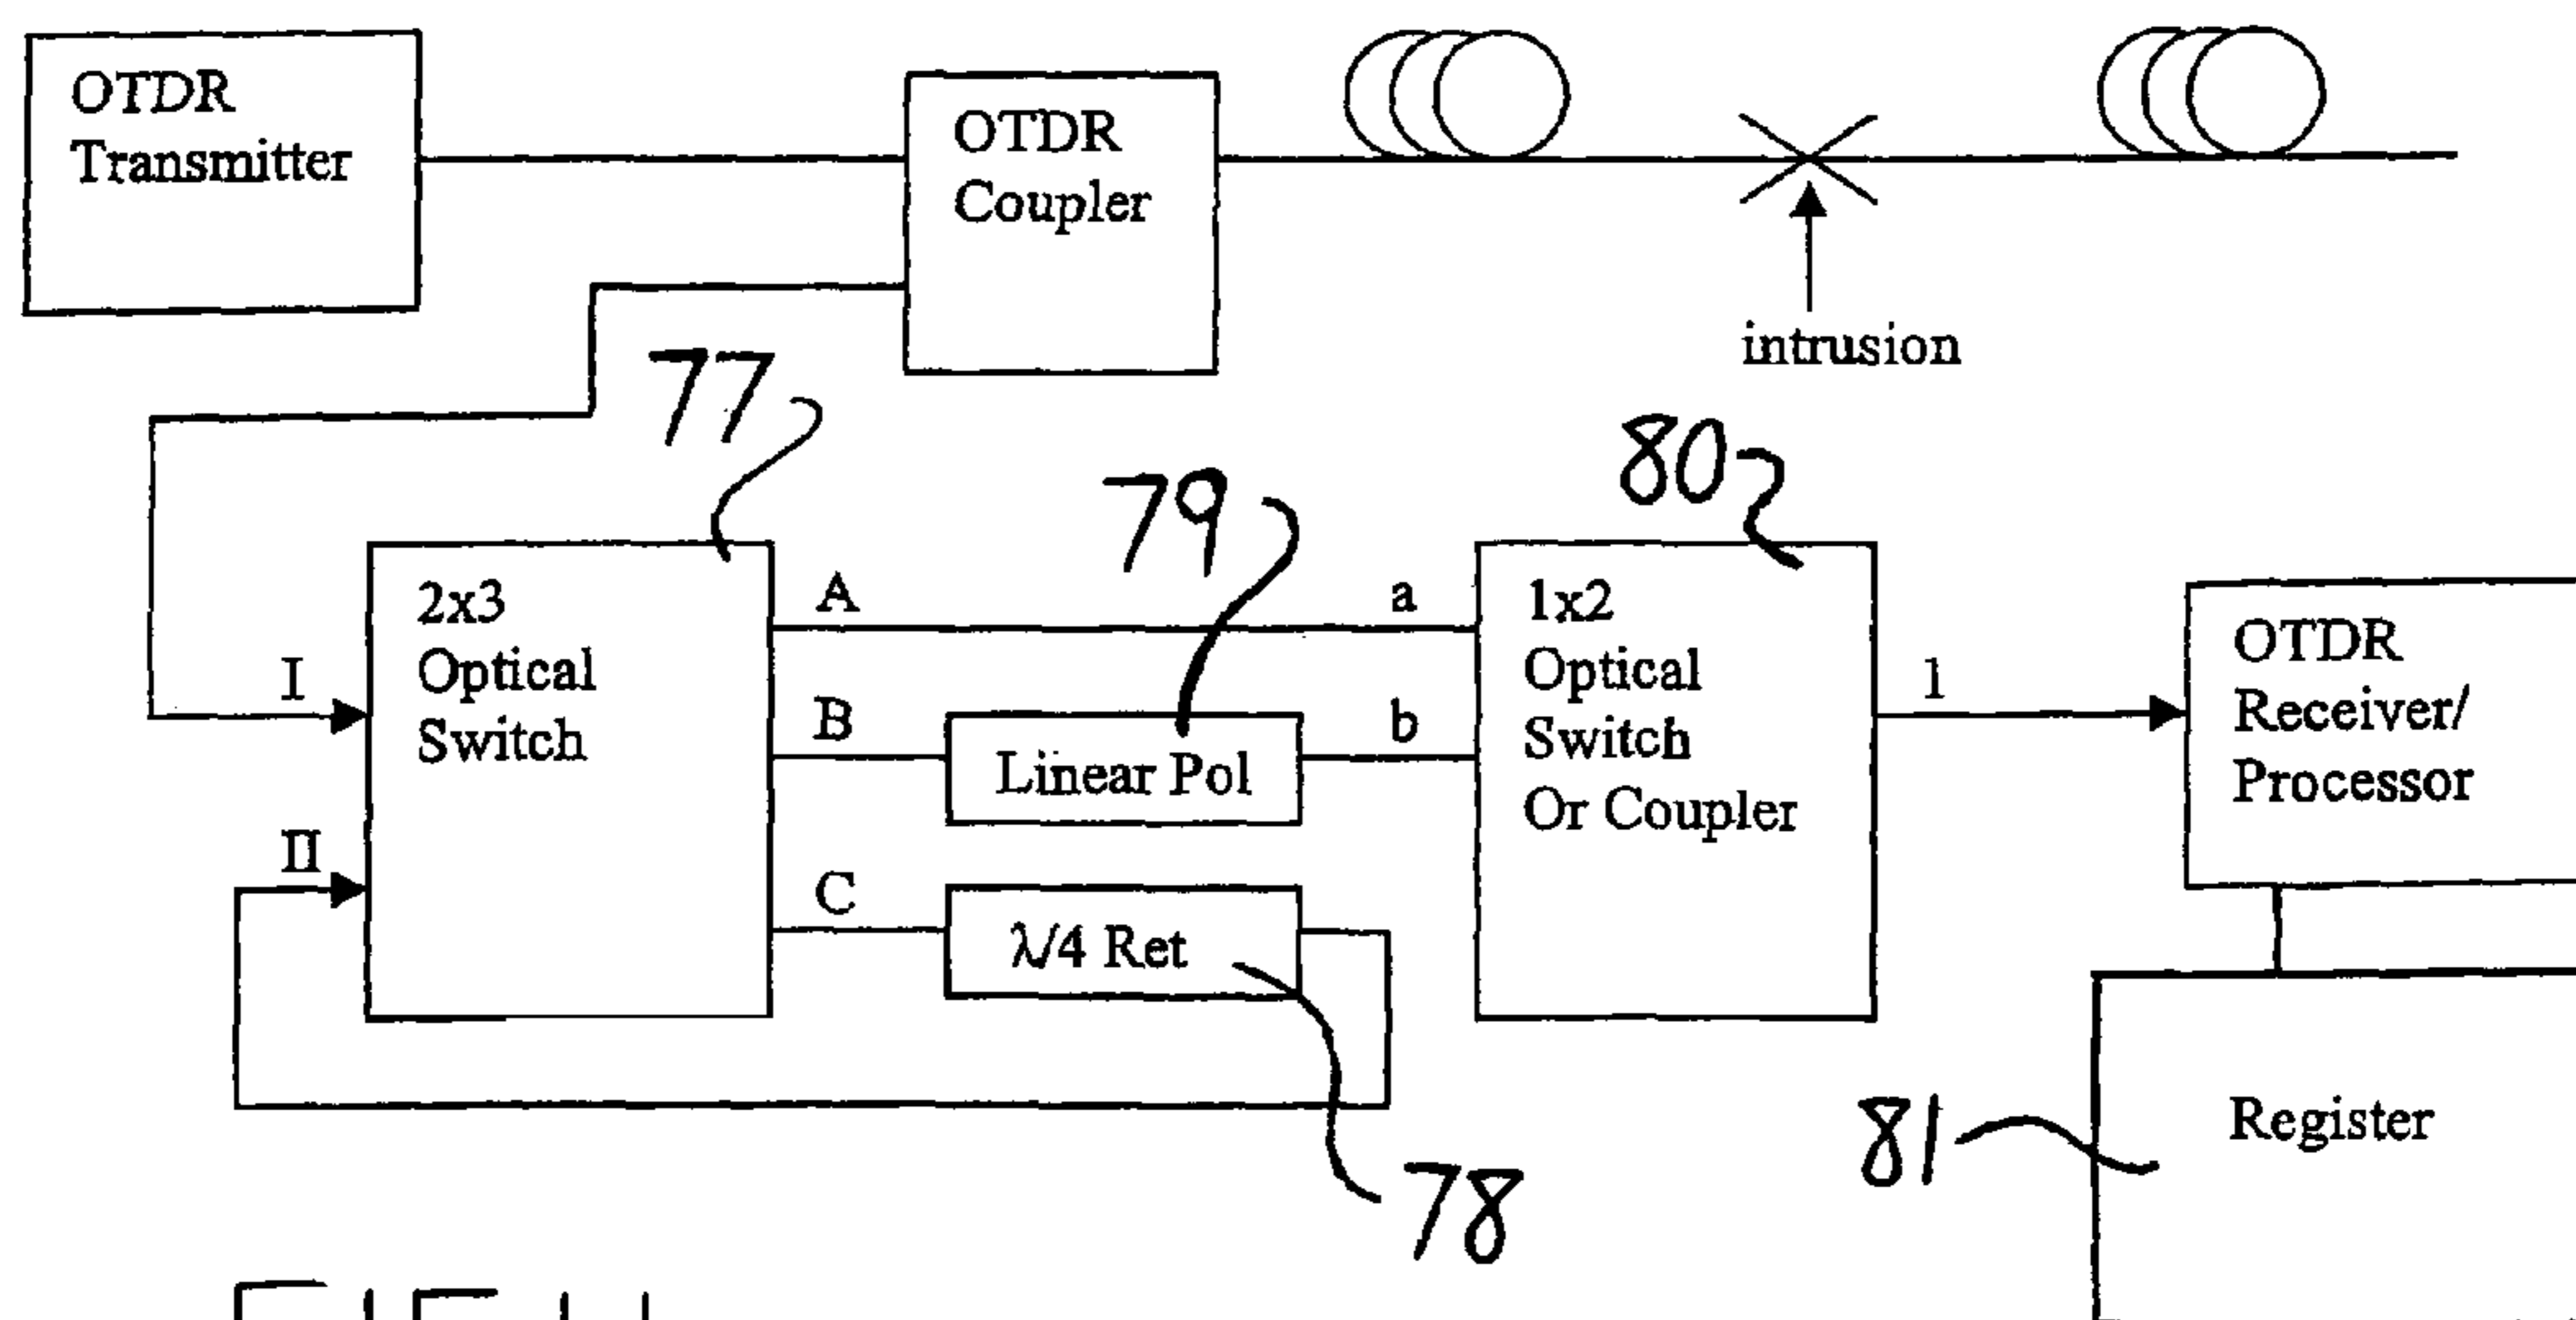 OTDR
Transmitter
OTDR
Coupler
intrusion
77
79
80
2x3
Optical
Switch
I
II
A
B
C
a
b
Linear Pol
λ/4 Ret
1x2
Optical
Switch
Or Coupler
1
OTDR
Receiver/
Processor
78
81
Register